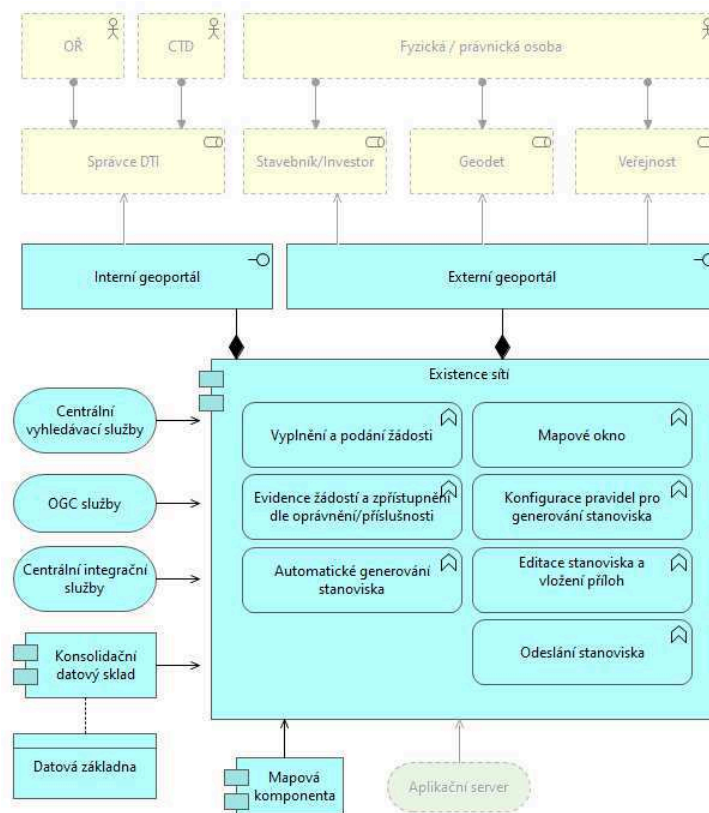 OŘ
CTD
Fyzická / právnická osoba
Správce DTI
Stavebník/Investor
Geodet
Veřejnost
Interní geoportál
Externí geoportál
Existence sítí
Centrální
vyhledávací služby
Vyplnění a podání žádosti
Mapové okno
OGC služby
Evidence žádostí a zpřístupnění
dle oprávnění/příslušnosti
Konfigurace pravidel pro
generování stanoviska
Centrální integrační
služby
Automatické generování
stanoviska
Editace stanoviska a
vložení příloh
Konsolidační
datový sklad
Odeslání stanoviska
Datová základna
Mapová
komponenta
Aplikační server